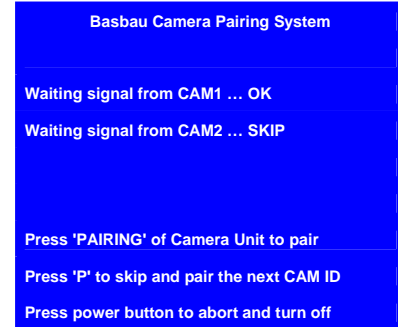 Basbau Camera Pairing System
Waiting signal from CAM1 … OK
Waiting signal from CAM2 … SKIP
Press 'PAIRING' of Camera Unit to pair
Press 'P' to skip and pair the next CAM ID
Press power button to abort and turn off